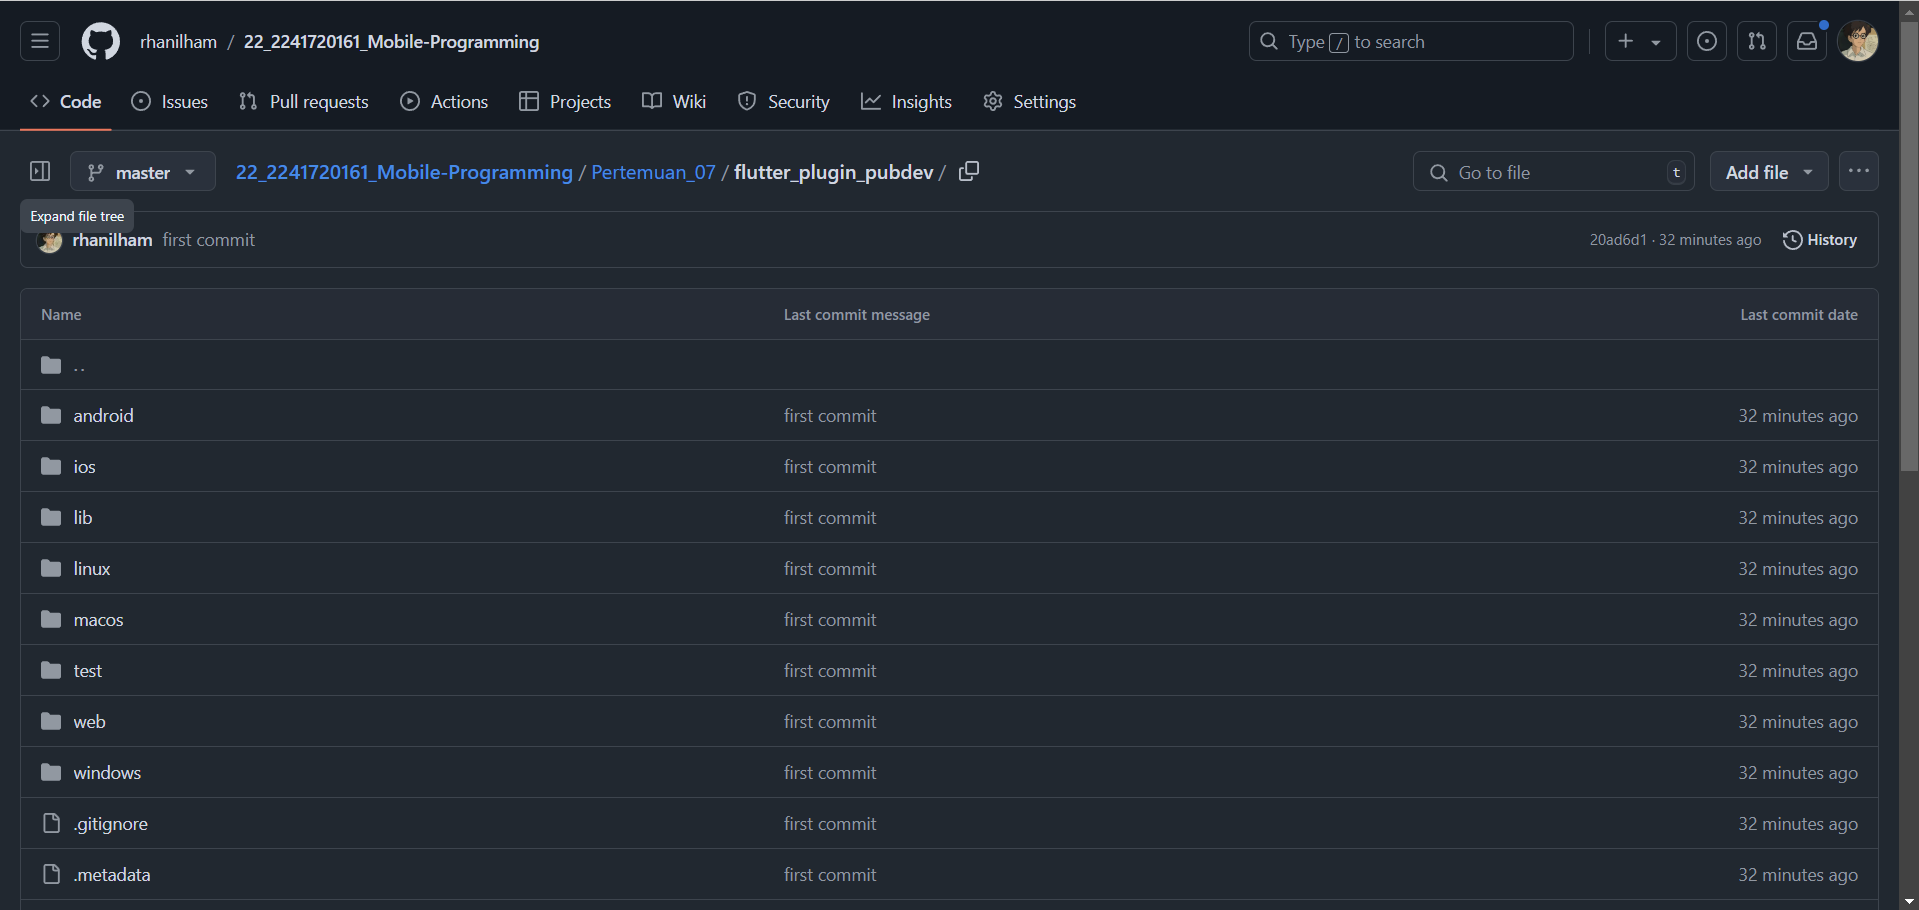 rhanilham / 22_2241720161_Mobile-Programming
Type / to search
Code Issues Pull requests Actions Projects Wiki Security Insights Settings
master 22_2241720161_Mobile-Programming / Pertemuan_07 / flutter_plugin_pubdev / Go to file t Add file
Expand file tree
rhanilham first commit 20ad6d1 · 32 minutes ago History
Name Last commit message Last commit date
..
android first commit 32 minutes ago
ios first commit 32 minutes ago
lib first commit 32 minutes ago
linux first commit 32 minutes ago
macos first commit 32 minutes ago
test first commit 32 minutes ago
web first commit 32 minutes ago
windows first commit 32 minutes ago
.gitignore first commit 32 minutes ago
.metadata first commit 32 minutes ago